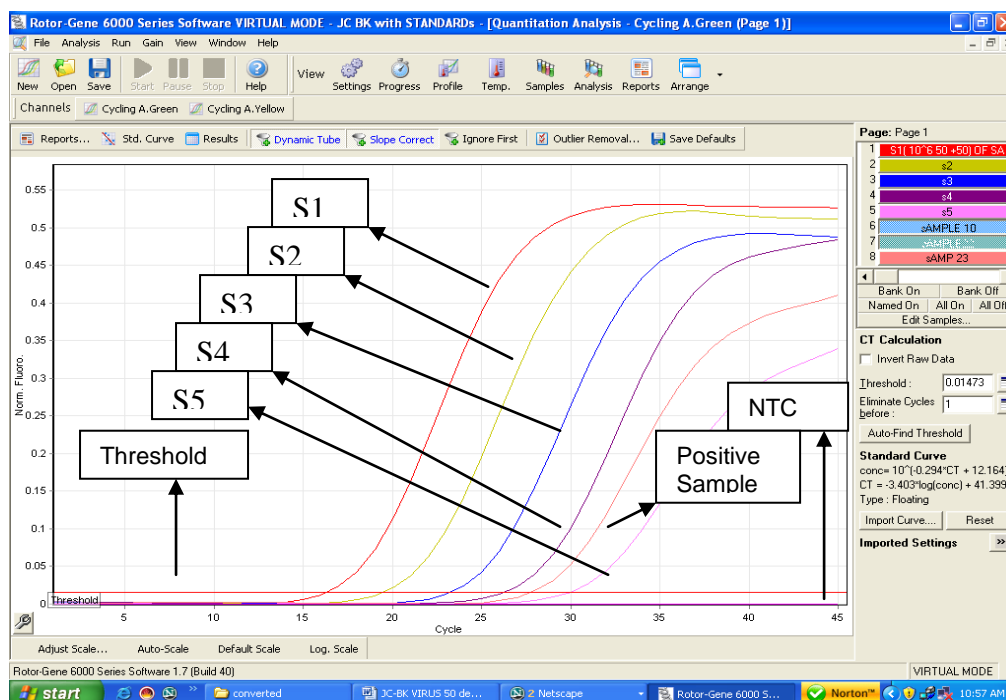 Rotor-Gene 6000 Series Software VIRTUAL MODE - JC BK with STANDARDs - [Quantitation Analysis - Cycling A.Green (Page 1)]
File Analysis Run Gain View Window Help
New Open Save Start Pause Stop Help View Settings Progress Profile Temp. Samples Analysis Reports Arrange
Channels Cycling A.Green Cycling A.Yellow
Reports... Std. Curve Results Dynamic Tube Slope Correct Ignore First Outlier Removal... Save Defaults
Page: Page 1
1 S1( 10^6 50 +50) OF SA
2 s2
3 s3
4 s4
5 s5
6 sAMPLE 10
7
8 sAMP 23
Bank On Bank Off
Named On All On All Of
Edit Samples...
CT Calculation
Invert Raw Data
Threshold : 0.01473
Eliminate Cycles before : 1
Auto-Find Threshold
Standard Curve
conc= 10^(-0.294*CT + 12.164)
CT = -3.403*log(conc) + 41.399
Type : Floating
Import Curve.... Reset
Imported Settings
Norm. Fluoro.
0.55
0.5
0.45
0.4
0.35
0.3
0.25
0.2
0.15
0.1
0.05
0
S1
S2
S3
S4
S5
Threshold
NTC
Positive
Sample
Threshold
5 10 15 20 25 30 35 40 45
Cycle
Adjust Scale... Auto-Scale Default Scale Log. Scale
Rotor-Gene 6000 Series Software 1.7 (Build 40) VIRTUAL MODE
start converted JC-BK VIRUS 50 de... 2 Netscape Rotor-Gene 6000 S... Norton™ 10:57 AM